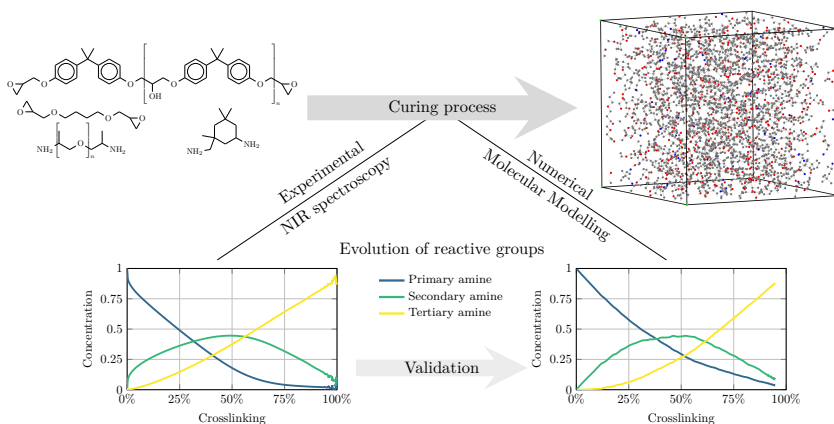 O
O
O
OH
O
O
n
O
O
O
O
O
NH2
O
n
NH2
NH2
NH2
Curing process
Experimental
NIR spectroscopy
Numerical
Molecular Modelling
Evolution of reactive groups
Concentration
1
0.75
0.5
0.25
0
0%
25%
50%
75%
100%
Crosslinking
Primary amine
Secondary amine
Tertiary amine
Validation
Concentration
1
0.75
0.5
0.25
0
0%
25%
50%
75%
100%
Crosslinking